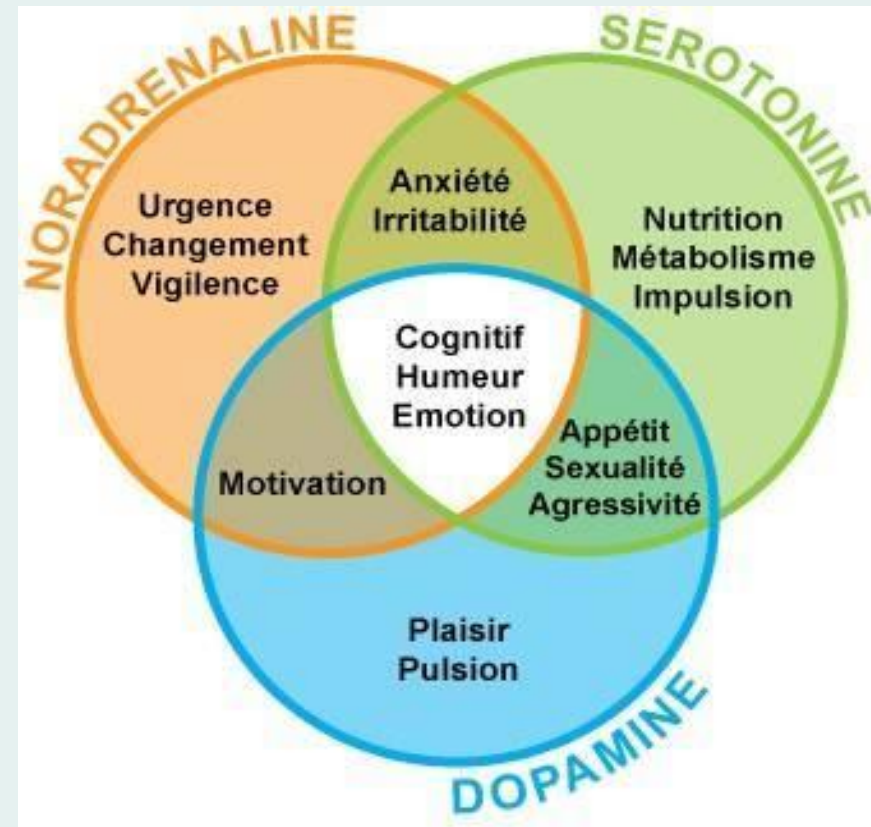 NORADRENALINE
SEROTONINE
Urgence
Changement
Vigilence
Anxiété
Irritabilité
Nutrition
Métabolisme
Impulsion
Cognitif
Humeur
Emotion
Motivation
Appétit
Sexualité
Agressivité
Plaisir
Pulsion
DOPAMINE